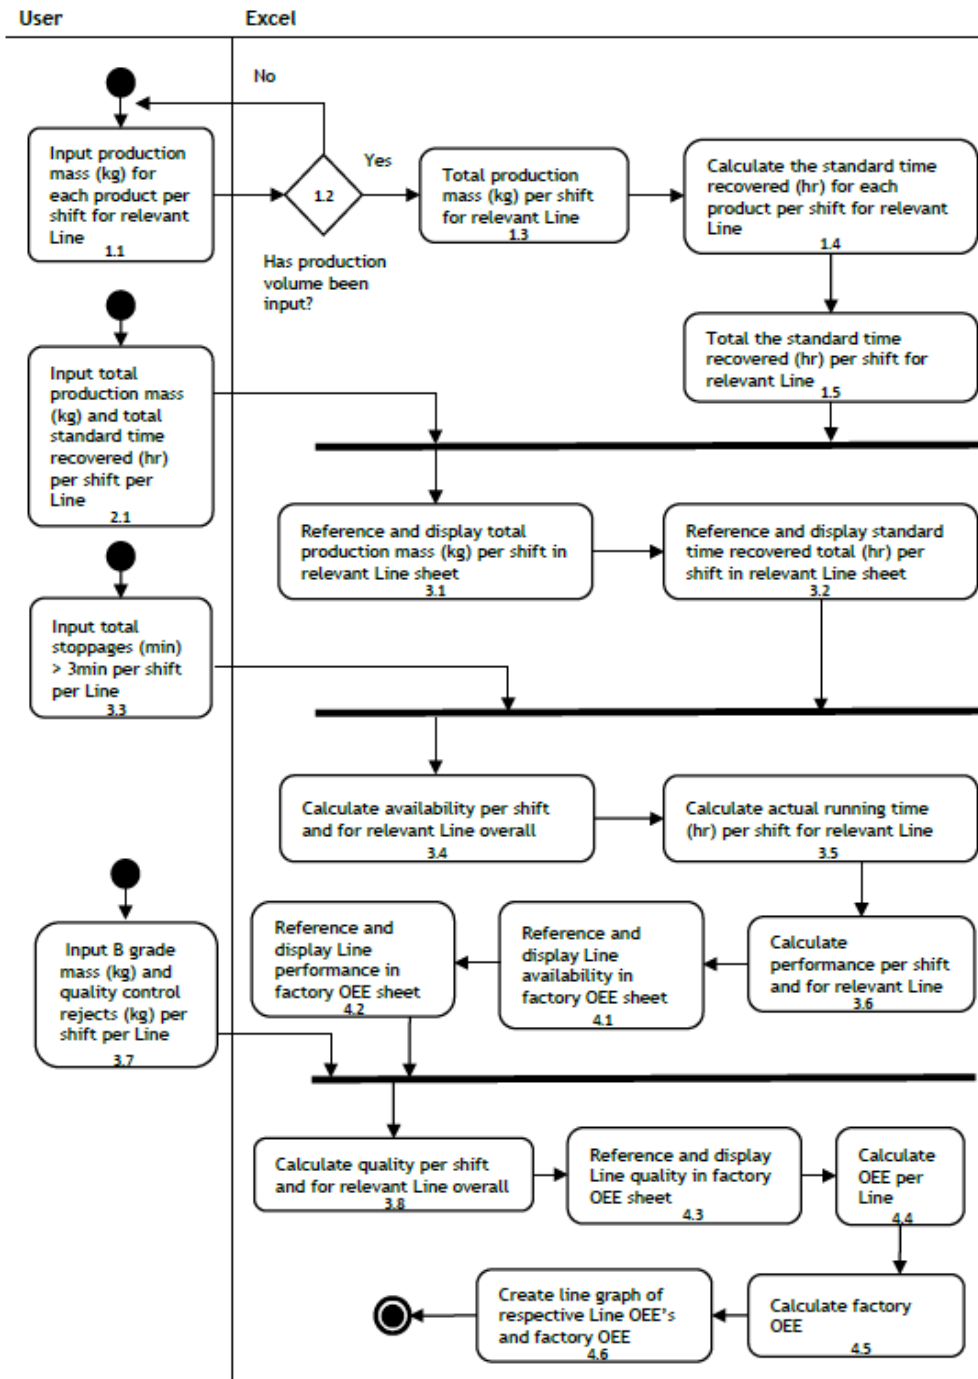 User
Excel
No
Input production
mass (kg) for
each product per
shift for relevant
Line
1.1
1.2
Yes
Has production
volume been
input?
Total production
mass (kg) per shift
for relevant Line
1.3
Calculate the standard time
recovered (hr) for each
product per shift for relevant
Line
1.4
Total the standard time
recovered (hr) per shift for
relevant Line
1.5
Input total
production mass
(kg) and total
standard time
recovered (hr)
per shift per
Line
2.1
Reference and display total
production mass (kg) per shift in
relevant Line sheet
3.1
Reference and display standard
time recovered total (hr) per
shift in relevant Line sheet
3.2
Input total
stoppages (min)
> 3min per shift
per Line
3.3
Calculate availability per shift
and for relevant Line overall
3.4
Calculate actual running time
(hr) per shift for relevant Line
3.5
Calculate
performance per shift
and for relevant Line
3.6
Reference and
display Line
availability in
factory OEE sheet
4.1
Reference and
display Line
performance in
factory OEE sheet
4.2
Input B grade
mass (kg) and
quality control
rejects (kg) per
shift per Line
3.7
Calculate quality per shift
and for relevant Line overall
3.8
Reference and display
Line quality in factory
OEE sheet
4.3
Calculate
OEE per
Line
4.4
Calculate factory
OEE
4.5
Create line graph of
respective Line OEE's
and factory OEE
4.6